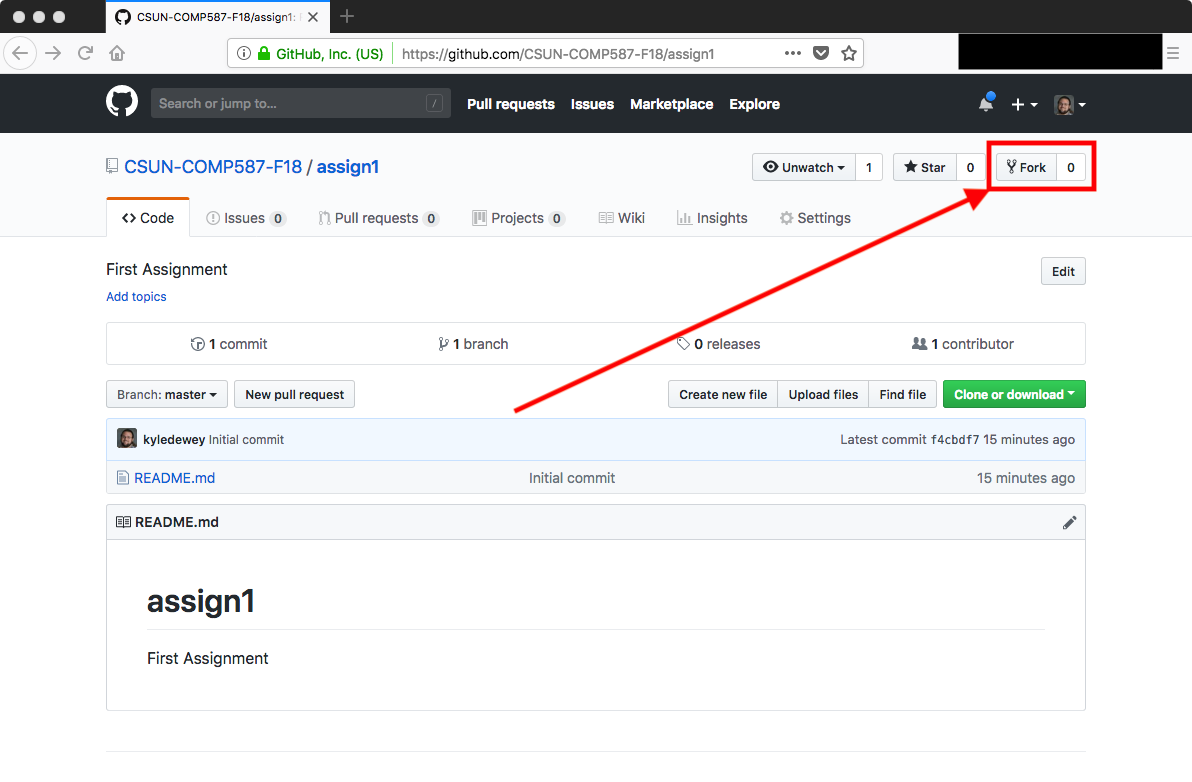 CSUN-COMP587-F18/assign1:
GitHub, Inc. (US) https://github.com/CSUN-COMP587-F18/assign1
Search or jump to... / Pull requests Issues Marketplace Explore
CSUN-COMP587-F18 / assign1 Unwatch 1 Star 0 Fork 0
Code Issues 0 Pull requests 0 Projects 0 Wiki Insights Settings
First Assignment Edit
Add topics
1 commit 1 branch 0 releases 1 contributor
Branch: master New pull request Create new file Upload files Find file Clone or download
kyledewey Initial commit Latest commit f4cbdf7 15 minutes ago
README.md Initial commit 15 minutes ago
README.md
assign1
First Assignment